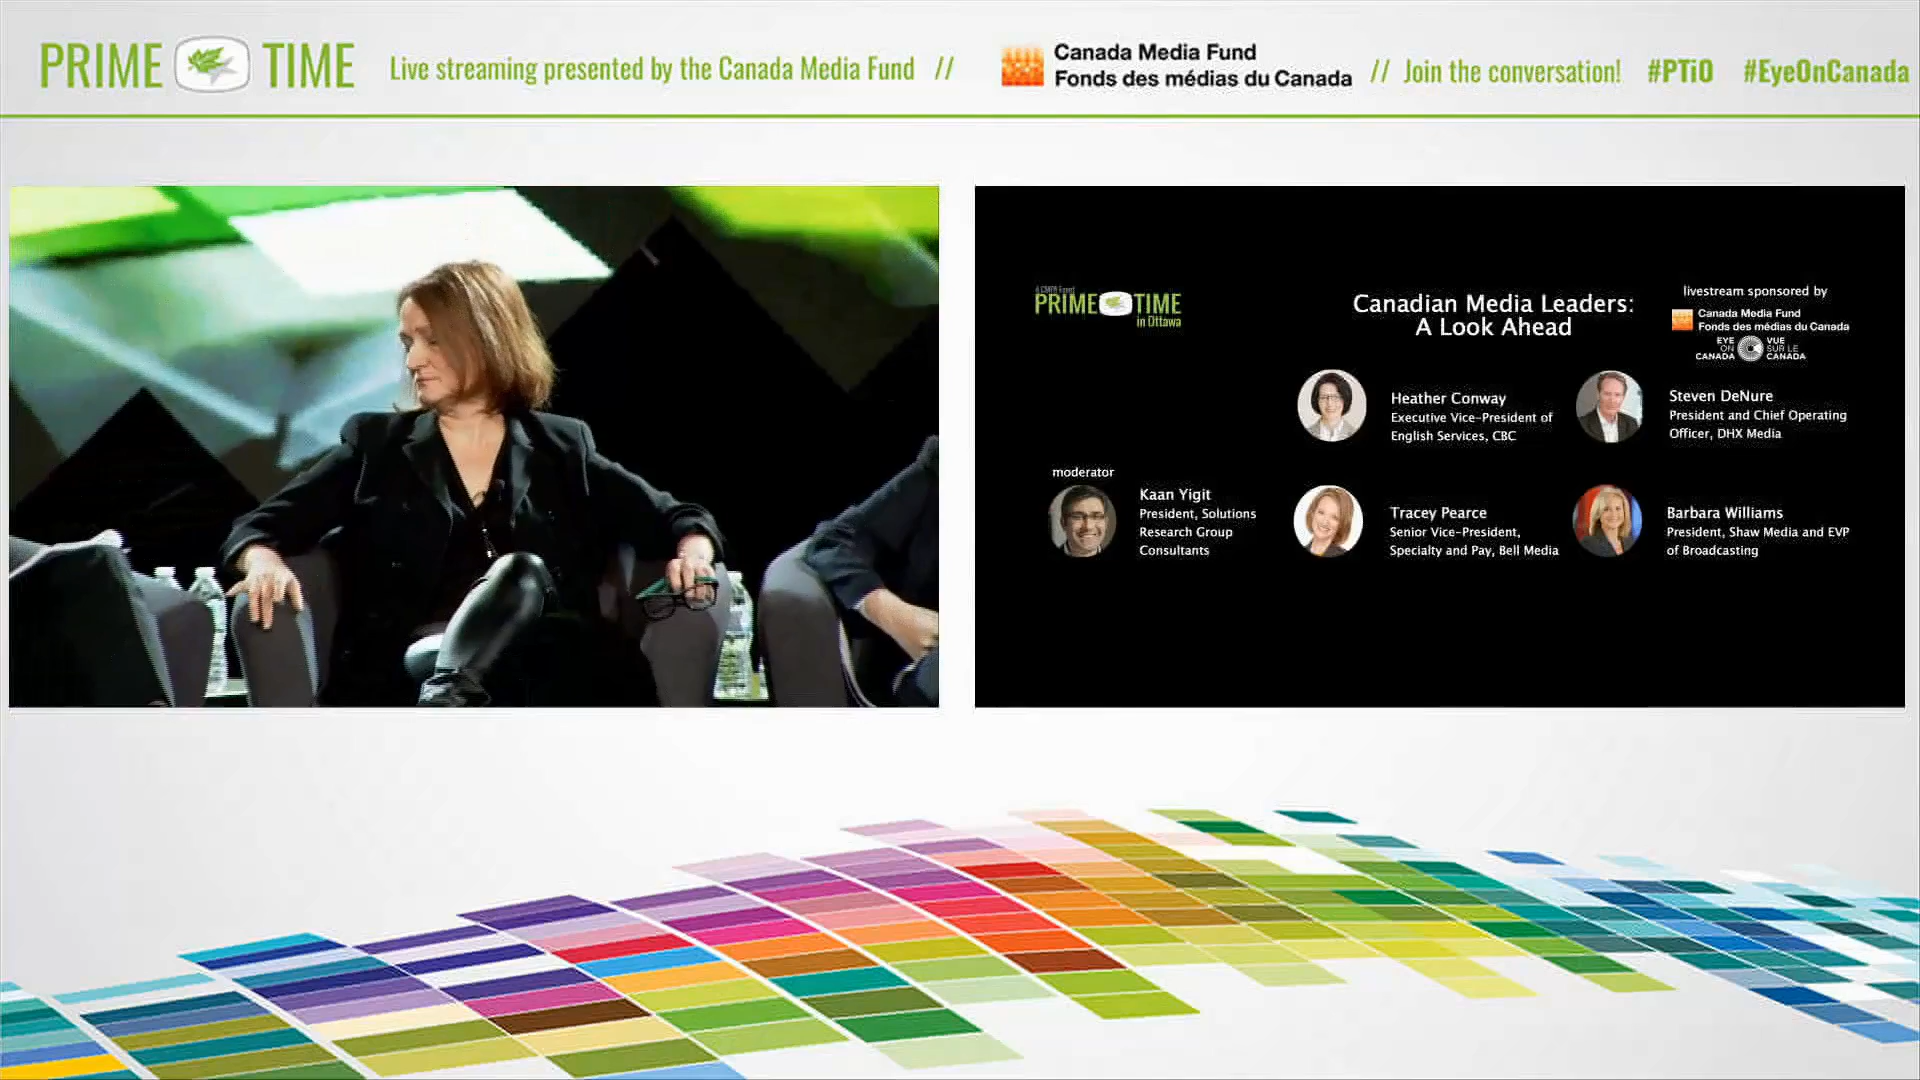 PRIME TIME
Live streaming presented by the Canada Media Fund //
Canada Media Fund
Fonds des médias du Canada
// Join the conversation! #PTiO #EyeOnCanada
A CMPA Event
PRIME TIME
in Ottawa
Canadian Media Leaders:
A Look Ahead
livestream sponsored by
Canada Media Fund
Fonds des médias du Canada
EYE
ON
CANADA
VUE
SUR LE
CANADA
Heather Conway
Executive Vice-President of
English Services, CBC
Steven DeNure
President and Chief Operating
Officer, DHX Media
moderator
Kaan Yigit
President, Solutions
Research Group
Consultants
Tracey Pearce
Senior Vice-President,
Specialty and Pay, Bell Media
Barbara Williams
President, Shaw Media and EVP
of Broadcasting